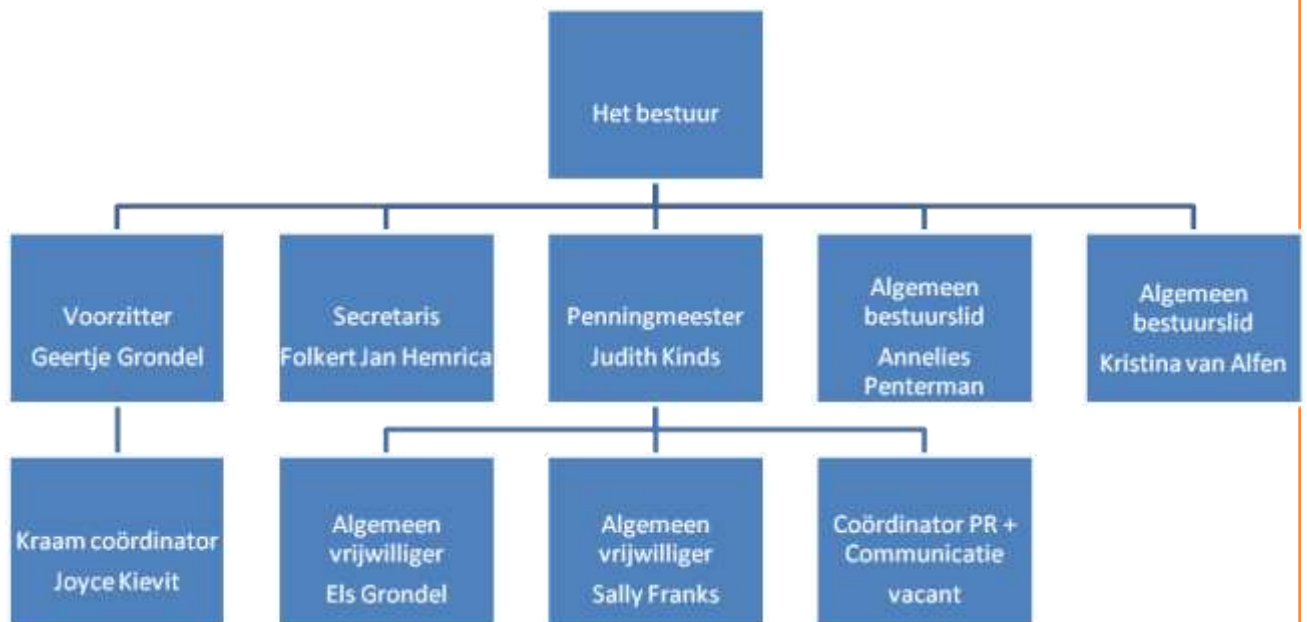 Het bestuur
Voorzitter
Geertje Grondel
Secretaris
Folkert Jan Hemrica
Penningmeester
Judith Kinds
Algemeen
bestuurslid
Annelies
Penterman
Algemeen
bestuurslid
Kristina van Alfen
Kraam coördinator
Joyce Kievit
Algemeen
vrijwilliger
Els Grondel
Algemeen
vrijwilliger
Sally Franks
Coördinator PR +
Communicatie
vacant